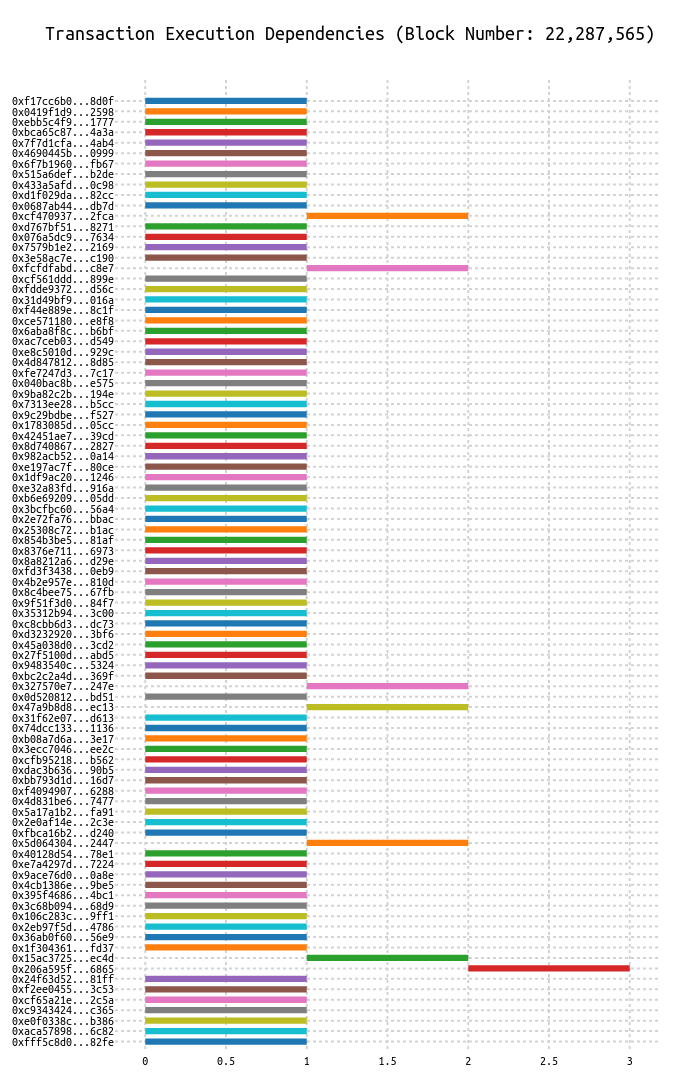 Transaction Execution Dependencies (Block Number: 22,287,565)
0xf17cc6b0...8d0f
0x0419f1d9...2598
0xebb5c4f9...1777
0xbca65c87...4a3a
0x7f7d1cfa...4ab4
0x4690445b...0999
0x6f7b1960...fb67
0x515a6def...b2de
0x433a5afd...0c98
0xd1f029da...82cc
0x0687ab44...db7d
0xcf470937...2fca
0xd767bf51...8271
0x076a5dc9...7634
0x7579b1e2...2169
0x3e58ac7e...c190
0xfcfdfabd...c8e7
0xcf561ddd...899e
0xfdde9372...d56c
0x31d49bf9...016a
0xf44e889e...8c1f
0xce571180...e8f8
0x6aba8f8c...b6bf
0xac7ceb03...d549
0xe8c5010d...929c
0x4d847812...8d85
0xfe7247d3...7c17
0x040bac8b...e575
0x9ba82c2b...194e
0x7313ee28...b5cc
0x9c29bdbe...f527
0x1783085d...05cc
0x42451ae7...39cd
0x8d740867...2827
0x982acb52...0a14
0xe197ac7f...80ce
0x1df9ac20...1246
0xe32a83fd...916a
0xb6e69209...05dd
0x3bcfbc60...56a4
0x2e72fa76...bbac
0x25308c72...b1ac
0x854b3be5...81af
0x8376e711...6973
0x8a8212a6...d29e
0xfd3f3438...0eb9
0x4b2e957e...810d
0x8c4bee75...67fb
0x9f51f3d0...84f7
0x35312b94...3c00
0xc8cbb6d3...dc73
0xd3232920...3bf6
0x45a038d0...3cd2
0x27f5100d...abd5
0x9483540c...5324
0xbc2c2a4d...369f
0x327570e7...247e
0x0d520812...bd51
0x47a9b8d8...ec13
0x31f62e07...d613
0x74dcc133...1136
0xb08a7d6a...3e17
0x3ecc7046...ee2c
0xcfb95218...b562
0xdac3b636...90b5
0xbb793d1d...16d7
0xf4094907...6288
0x4d831be6...7477
0x5a17a1b2...fa91
0x2e0af14e...2c3e
0xfbca16b2...d240
0x5d064304...2447
0x40128d54...78e1
0xe7a4297d...7224
0x9ace76d0...0a8e
0x4cb1386e...9be5
0x395f4686...4bc1
0x3c68b094...68d9
0x106c283c...9ff1
0x2eb97f5d...4786
0x36ab0f60...56e9
0x1f304361...fd37
0x15ac3725...ec4d
0x206a595f...6865
0x24f63d52...81ff
0xf2ee0455...3c53
0xcf65a21e...2c5a
0xc9343424...c365
0xe0f0338c...b386
0xaca57898...6c82
0xfff5c8d0...82fe
0 0.5 1 1.5 2 2.5 3